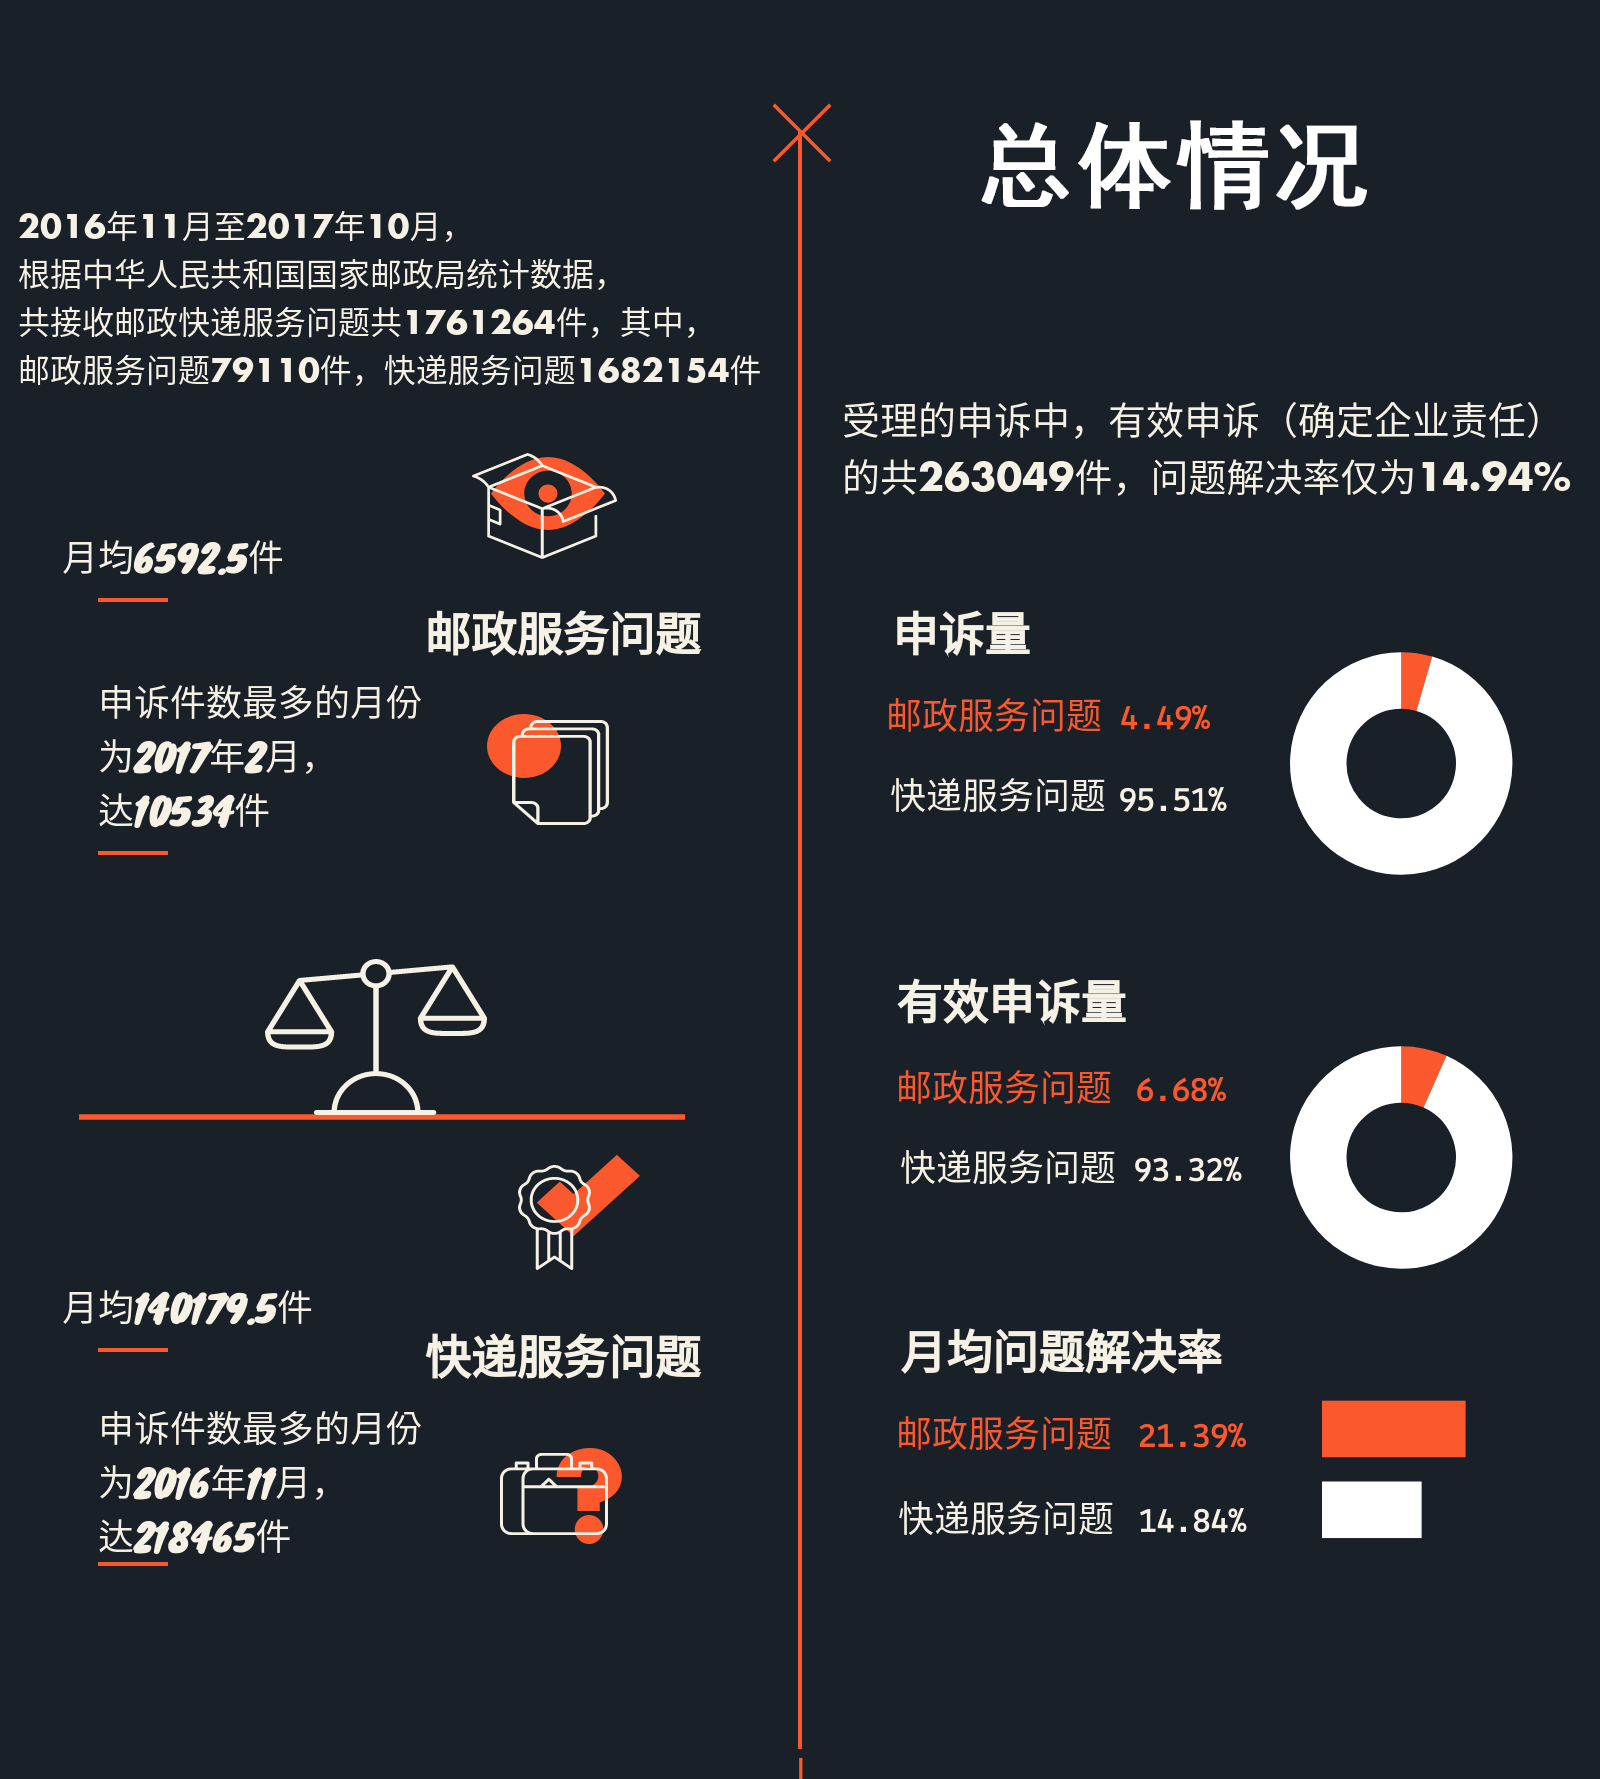 总体情况
2016年11月至2017年10月，
根据中华人民共和国国家邮政局统计数据，
共接收邮政快递服务问题共1761264件，其中，
邮政服务问题79110件，快递服务问题1682154件
月均6592.5件
邮政服务问题
申诉件数最多的月份
为2017年2月，
达10534件
月均140179.5件
快递服务问题
申诉件数最多的月份
为2016年11月，
达218465件
受理的申诉中，有效申诉（确定企业责任）
的共263049件，问题解决率仅为14.94%
申诉量
邮政服务问题 4.49%
快递服务问题 95.51%
有效申诉量
邮政服务问题 6.68%
快递服务问题 93.32%
月均问题解决率
邮政服务问题 21.39%
快递服务问题 14.84%